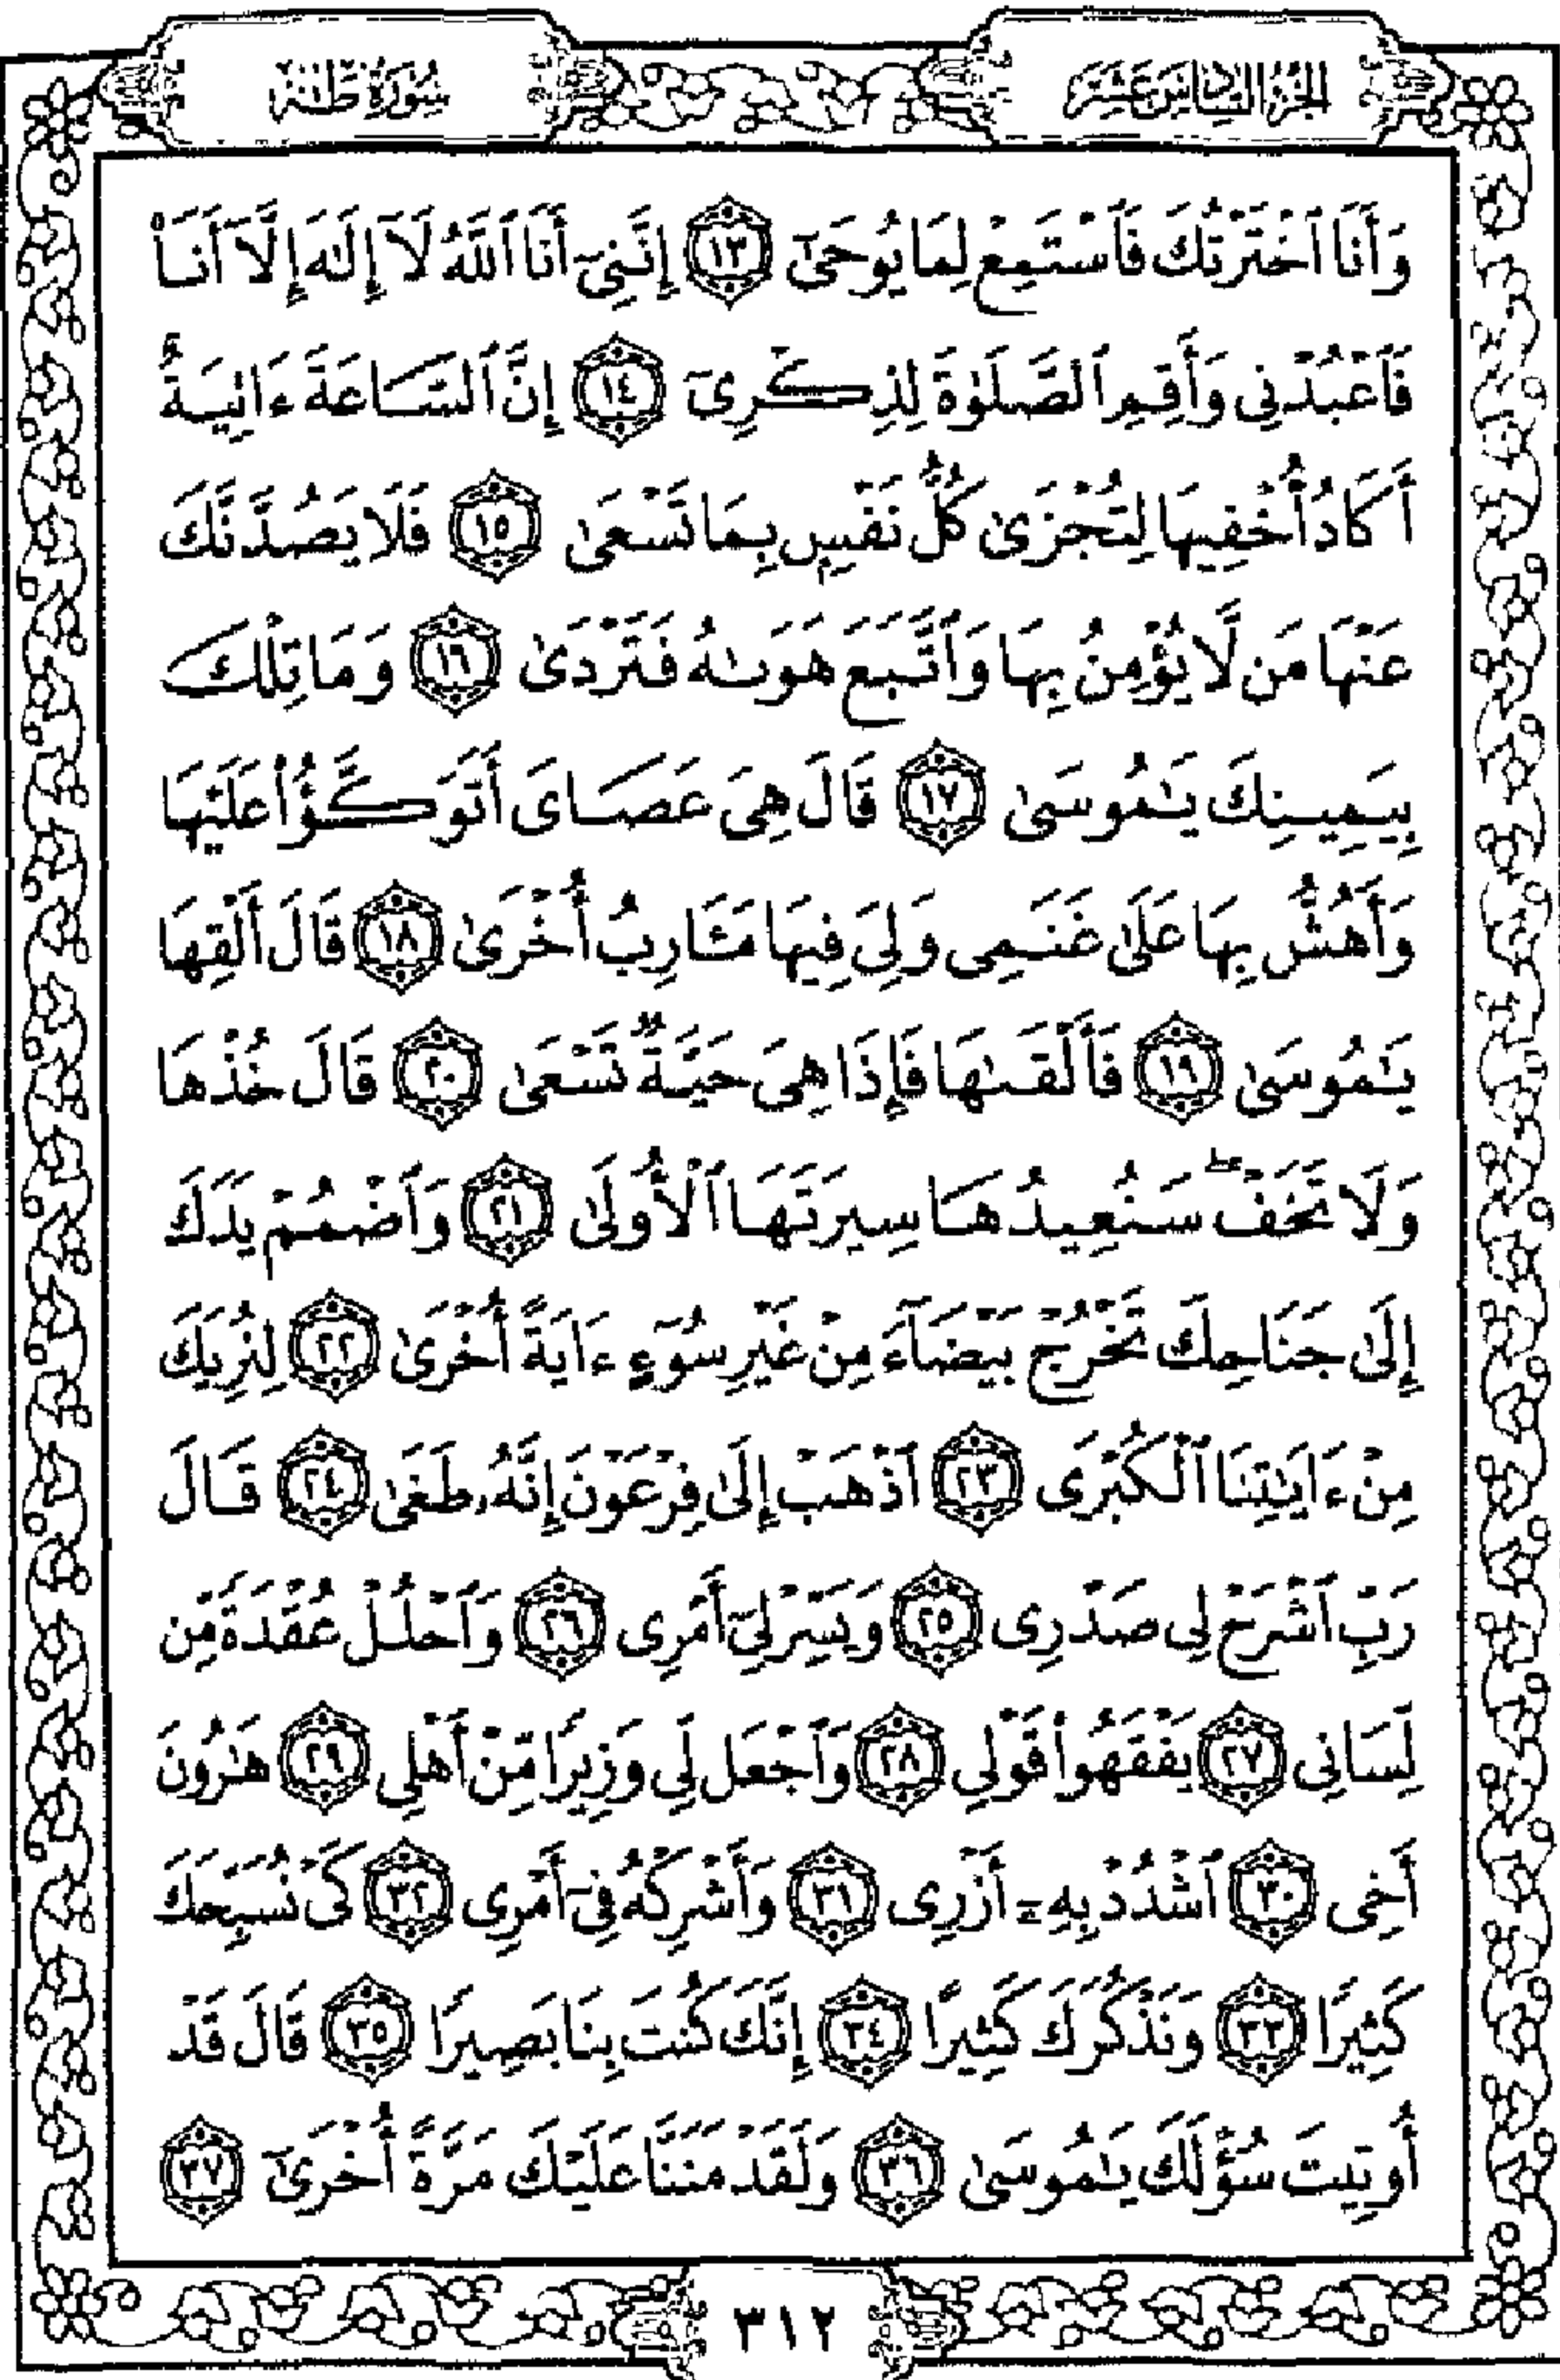 الجزء السادس عشر
سورة طه
وَأَنَا ٱخْتَرْتُكَ فَٱسْتَمِعْ لِمَا يُوحَىٰٓ ١٣ إِنَّنِىٓ أَنَا ٱللَّهُ لَآ إِلَٰهَ إِلَّآ أَنَا۠
فَٱعْبُدْنِى وَأَقِمِ ٱلصَّلَوٰةَ لِذِكْرِىٓ ١٤ إِنَّ ٱلسَّاعَةَ ءَاتِيَةٌ
أَكَادُ أُخْفِيهَا لِتُجْزَىٰ كُلُّ نَفْسٍۭ بِمَا تَسْعَىٰ ١٥ فَلَا يَصُدَّنَّكَ
عَنْهَا مَن لَّا يُؤْمِنُ بِهَا وَٱتَّبَعَ هَوَىٰهُ فَتَرْدَىٰ ١٦ وَمَا تِلْكَ
بِيَمِينِكَ يَٰمُوسَىٰ ١٧ قَالَ هِىَ عَصَاىَ أَتَوَكَّؤُا۟ عَلَيْهَا
وَأَهُشُّ بِهَا عَلَىٰ غَنَمِى وَلِىَ فِيهَا مَـَٔارِبُ أُخْرَىٰ ١٨ قَالَ أَلْقِهَا
يَٰمُوسَىٰ ١٩ فَأَلْقَىٰهَا فَإِذَا هِىَ حَيَّةٌ تَسْعَىٰ ٢٠ قَالَ خُذْهَا
وَلَا تَخَفْ ۖ سَنُعِيدُهَا سِيرَتَهَا ٱلْأُولَىٰ ٢١ وَٱضْمُمْ يَدَكَ
إِلَىٰ جَنَاحِكَ تَخْرُجْ بَيْضَآءَ مِنْ غَيْرِ سُوٓءٍ ءَايَةً أُخْرَىٰ ٢٢ لِنُرِيَكَ
مِنْ ءَايَٰتِنَا ٱلْكُبْرَى ٢٣ ٱذْهَبْ إِلَىٰ فِرْعَوْنَ إِنَّهُۥ طَغَىٰ ٢٤ قَالَ
رَبِّ ٱشْرَحْ لِى صَدْرِى ٢٥ وَيَسِّرْ لِىٓ أَمْرِى ٢٦ وَٱحْلُلْ عُقْدَةً مِّن
لِّسَانِى ٢٧ يَفْقَهُوا۟ قَوْلِى ٢٨ وَٱجْعَل لِّى وَزِيرًا مِّنْ أَهْلِى ٢٩ هَٰرُونَ
أَخِى ٣٠ ٱشْدُدْ بِهِۦٓ أَزْرِى ٣١ وَأَشْرِكْهُ فِىٓ أَمْرِى ٣٢ كَىْ نُسَبِّحَكَ
كَثِيرًا ٣٣ وَنَذْكُرَكَ كَثِيرًا ٣٤ إِنَّكَ كُنتَ بِنَا بَصِيرًا ٣٥ قَالَ قَدْ
أُوتِيتَ سُؤْلَكَ يَٰمُوسَىٰ ٣٦ وَلَقَدْ مَنَنَّا عَلَيْكَ مَرَّةً أُخْرَىٰٓ ٣٧
٣١٢